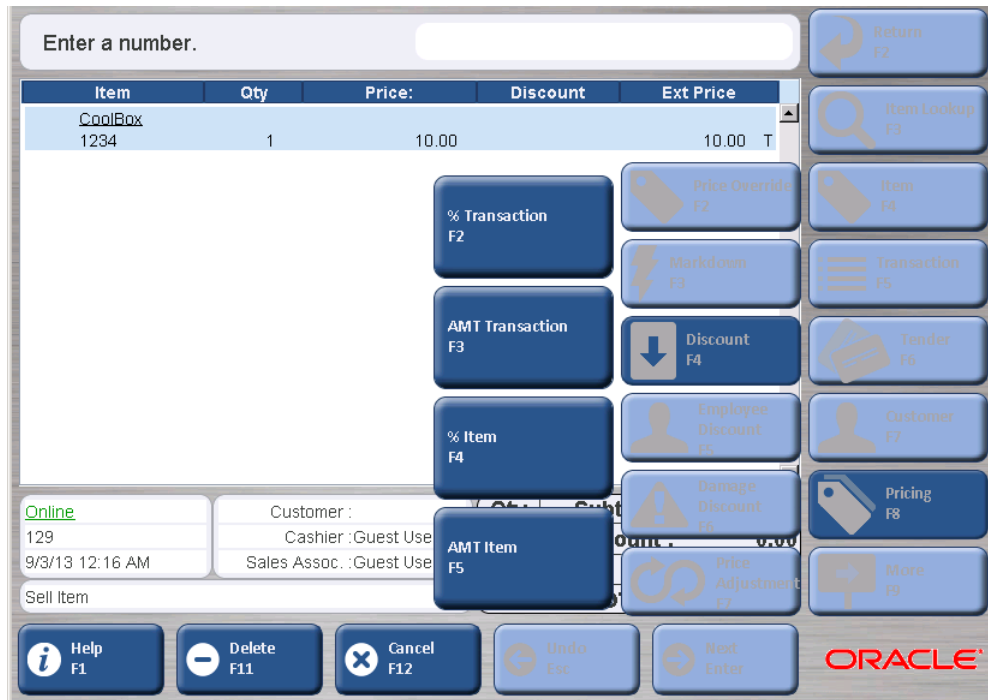 Enter a number.
Return
F2
Item Qty Price: Discount Ext Price
CoolBox
1234 1 10.00 10.00 T
Item Lookup
F3
% Transaction
F2
Price Override
F2
Item
F4
Markdown
F3
Transaction
F5
AMT Transaction
F3
Discount
F4
Tender
F6
% Item
F4
Employee
Discount
F5
Customer
F7
Damage
Discount
F6
Pricing
F8
AMT Item
F5
Price
Adjustment
F7
More
F9
Online
129
9/3/13 12:16 AM
Customer :
Cashier :Guest Use
Sales Assoc. :Guest Use
0.00
Sell Item
Help
F1
Delete
F11
Cancel
F12
Undo
Esc
Next
Enter
ORACLE